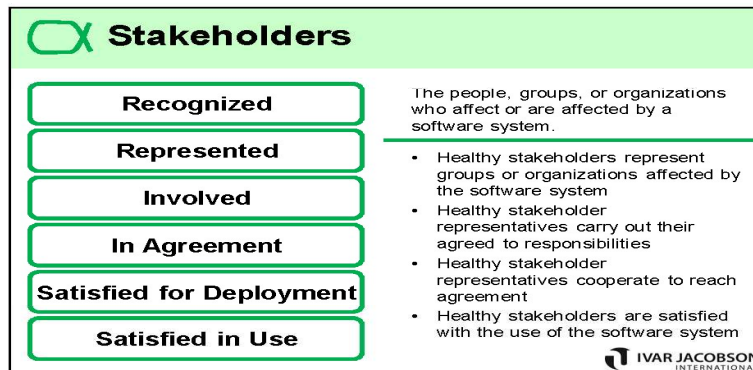 Stakeholders
Recognized
Represented
Involved
In Agreement
Satisfied for Deployment
Satisfied in Use
The people, groups, or organizations
who affect or are affected by a
software system.
• Healthy stakeholders represent
groups or organizations affected by
the software system
• Healthy stakeholder
representatives carry out their
agreed to responsibilities
• Healthy stakeholder
representatives cooperate to reach
agreement
• Healthy stakeholders are satisfied
with the use of the software system
IVAR JACOBSON
INTERNATIONA